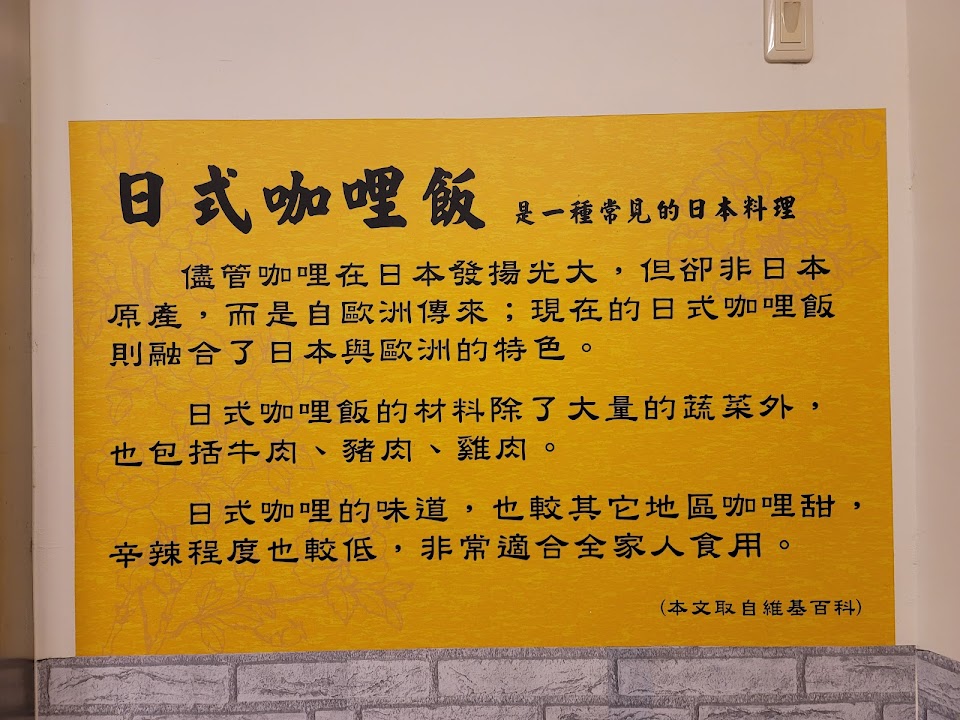 日式咖哩飯 是一種常見的日本料理
儘管咖哩在日本發揚光大，但卻非日本
原產，而是自歐洲傳來；現在的日式咖哩飯
則融合了日本與歐洲的特色。
日式咖哩飯的材料除了大量的蔬菜外，
也包括牛肉、豬肉、雞肉。
日式咖哩的味道，也較其它地區咖哩甜，
辛辣程度也較低，非常適合全家人食用。
(本文取自維基百科)